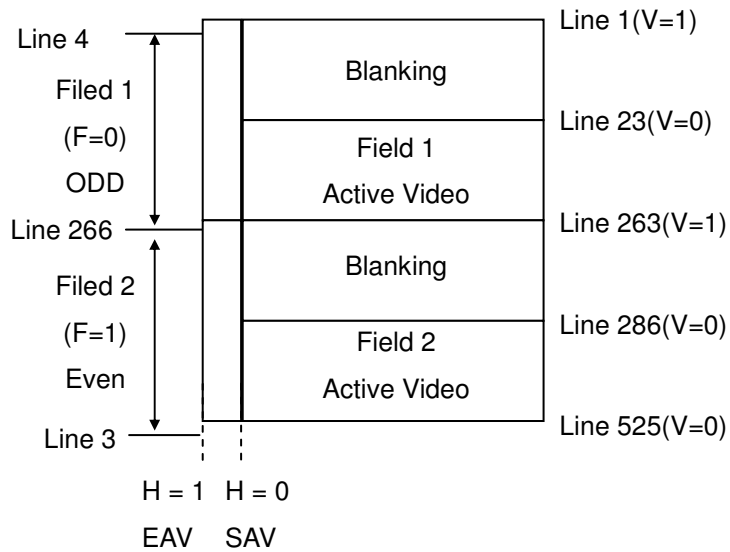 Line 1(V=1)
Line 4
Blanking
Filed 1
(F=0)
ODD
Line 23(V=0)
Field 1
Active Video
Line 263(V=1)
Line 266
Blanking
Filed 2
(F=1)
Even
Line 286(V=0)
Field 2
Active Video
Line 525(V=0)
Line 3
H = 1 H = 0
EAV SAV